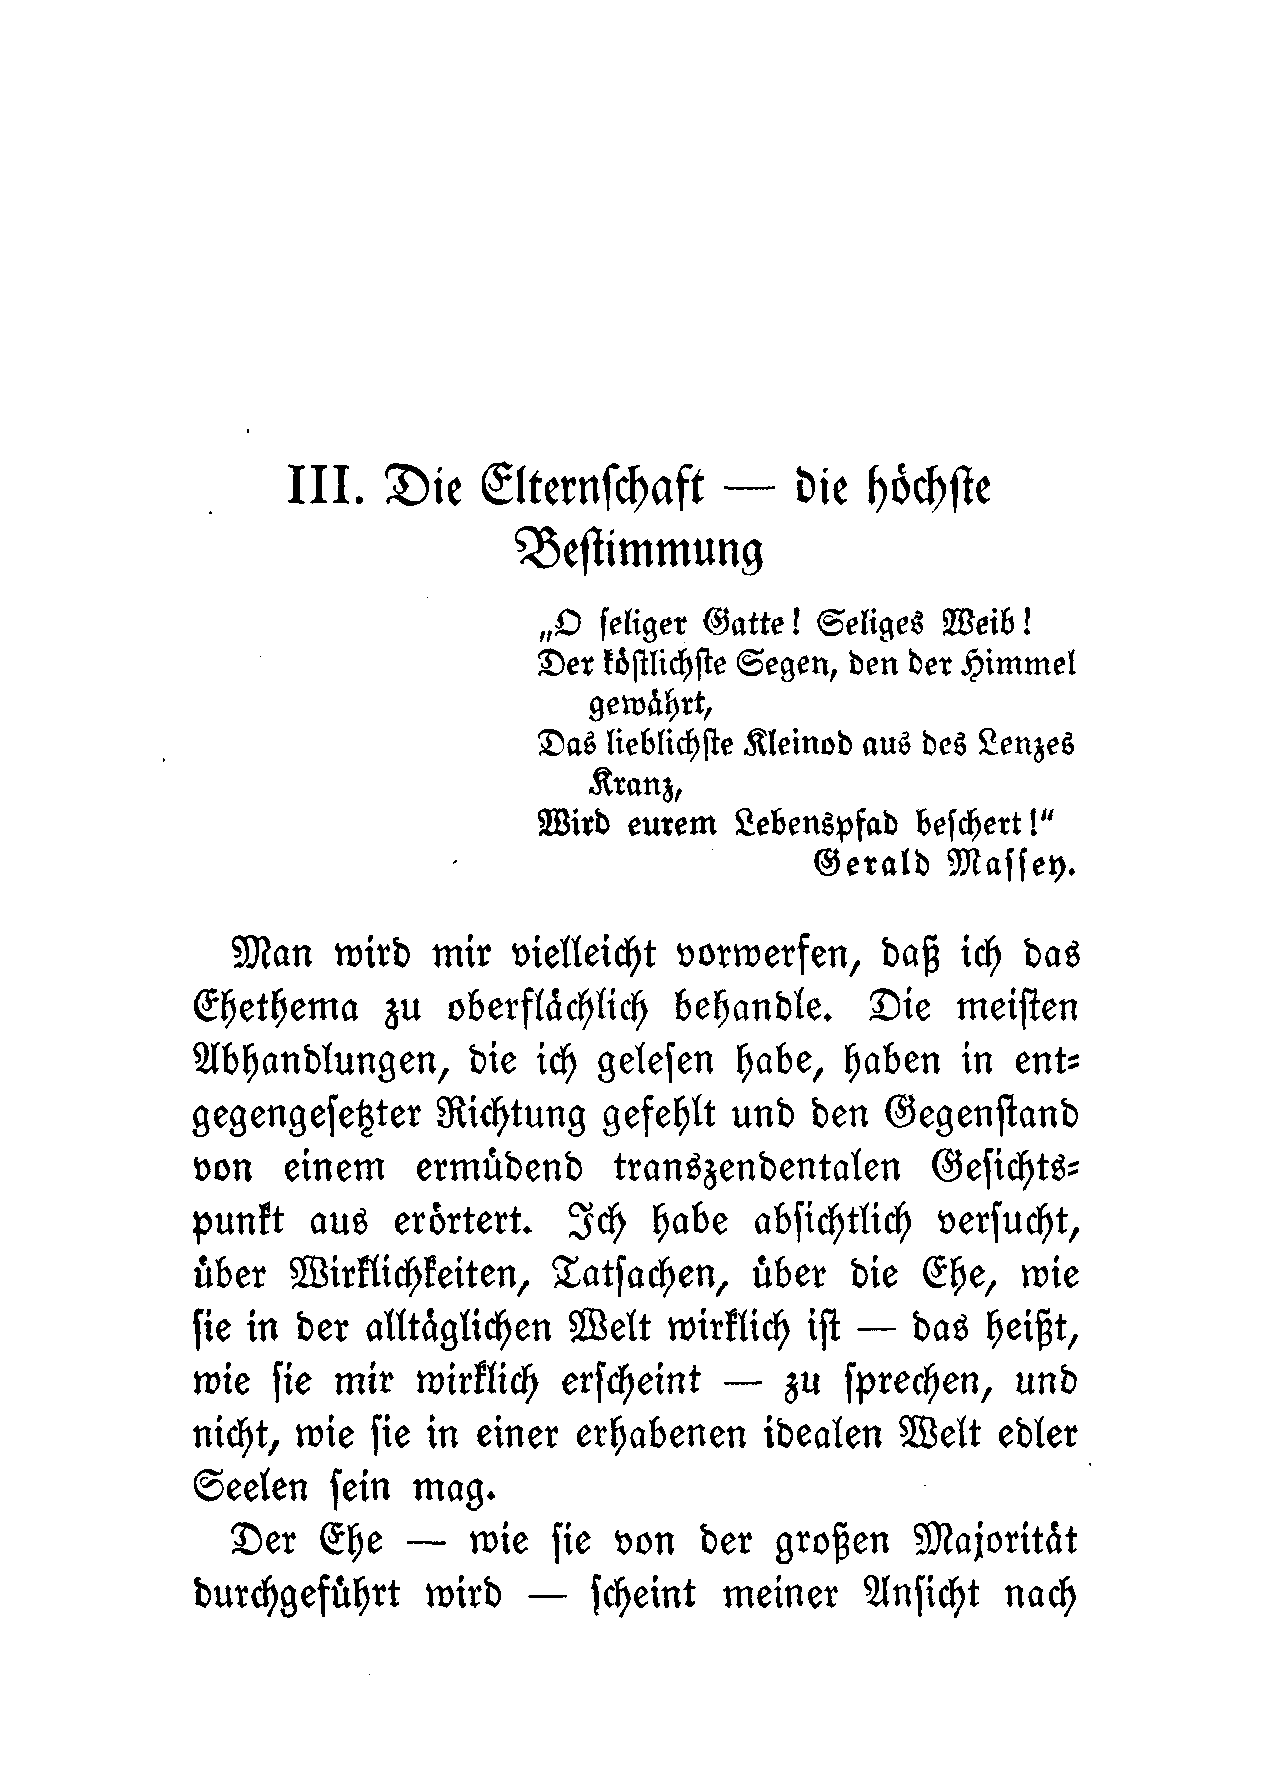 III. Die Elternſchaft — die höchſte
Beſtimmung
„O ſeliger Gatte! Seliges Weib!
Der köſtlichſte Segen, den der Himmel
gewährt,
Das lieblichſte Kleinod aus des Lenzes
Kranz,
Wird eurem Lebenspfad beſchert!“
Gerald Maſſey.
Man wird mir vielleicht vorwerfen, daß ich das
Ehethema zu oberflächlich behandle. Die meiſten
Abhandlungen, die ich geleſen habe, haben in ent⸗
gegengeſetzter Richtung gefehlt und den Gegenſtand
von einem ermüdend transzendentalen Geſichts⸗
punkt aus erörtert. Ich habe abſichtlich verſucht,
über Wirklichkeiten, Tatſachen, über die Ehe, wie
ſie in der alltäglichen Welt wirklich iſt — das heißt,
wie ſie mir wirklich erſcheint — zu ſprechen, und
nicht, wie ſie in einer erhabenen idealen Welt edler
Seelen ſein mag.
Der Ehe — wie ſie von der großen Majorität
durchgeführt wird — ſcheint meiner Anſicht nach